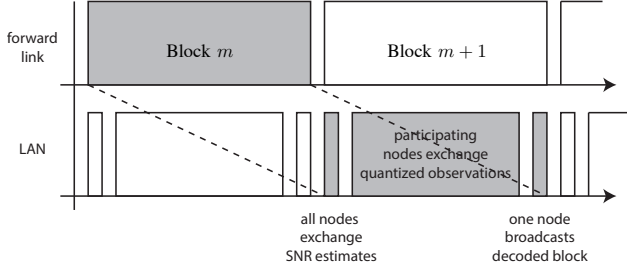 forward
link
Block m
Block m + 1
LAN
participating
nodes exchange
quantized observations
all nodes
exchange
SNR estimates
one node
broadcasts
decoded block